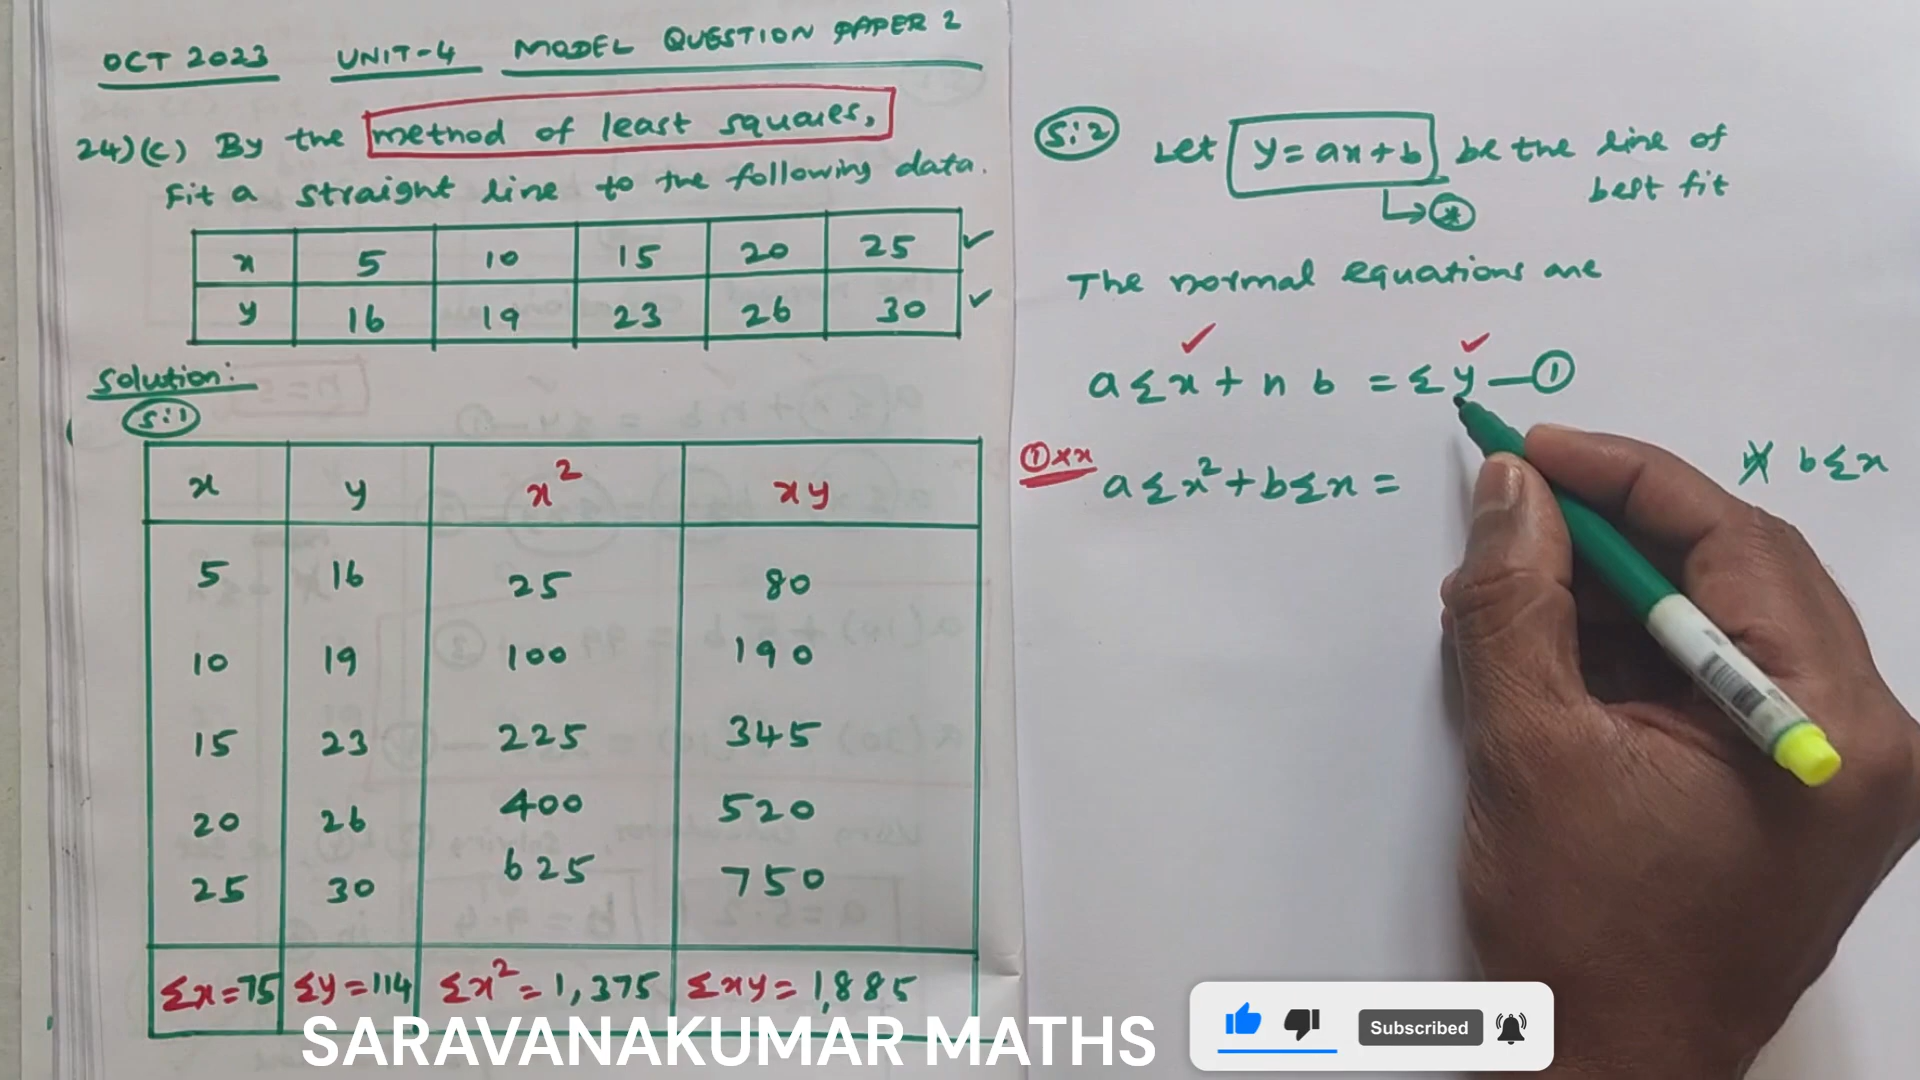 OCT 2023 UNIT-4 MODEL QUESTION PAPER 2
24)(c) By the method of least squares,
Fit a straight line to the following data.
x 5 10 15 20 25 ✓
y 16 19 23 26 30 ✓
Solution:
S:1
x y x² xy
5 16 25 80
10 19 100 190
15 23 225 345
20 26 400 520
25 30 625 750
Σx=75 Σy=114 Σx²=1,375 Σxy=1,885
S:2 Let y=ax+b be the line of
best fit
↳ *
The normal equations are
aΣx + n b = Σy — ①
①×x aΣx² + bΣx =
bΣx
SARAVANAKUMAR MATHS
Subscribed